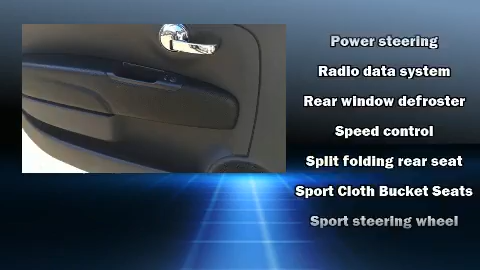 Power steering
Radio data system
Rear window defroster
Speed control
Split folding rear seat
Sport Cloth Bucket Seats
Sport steering wheel